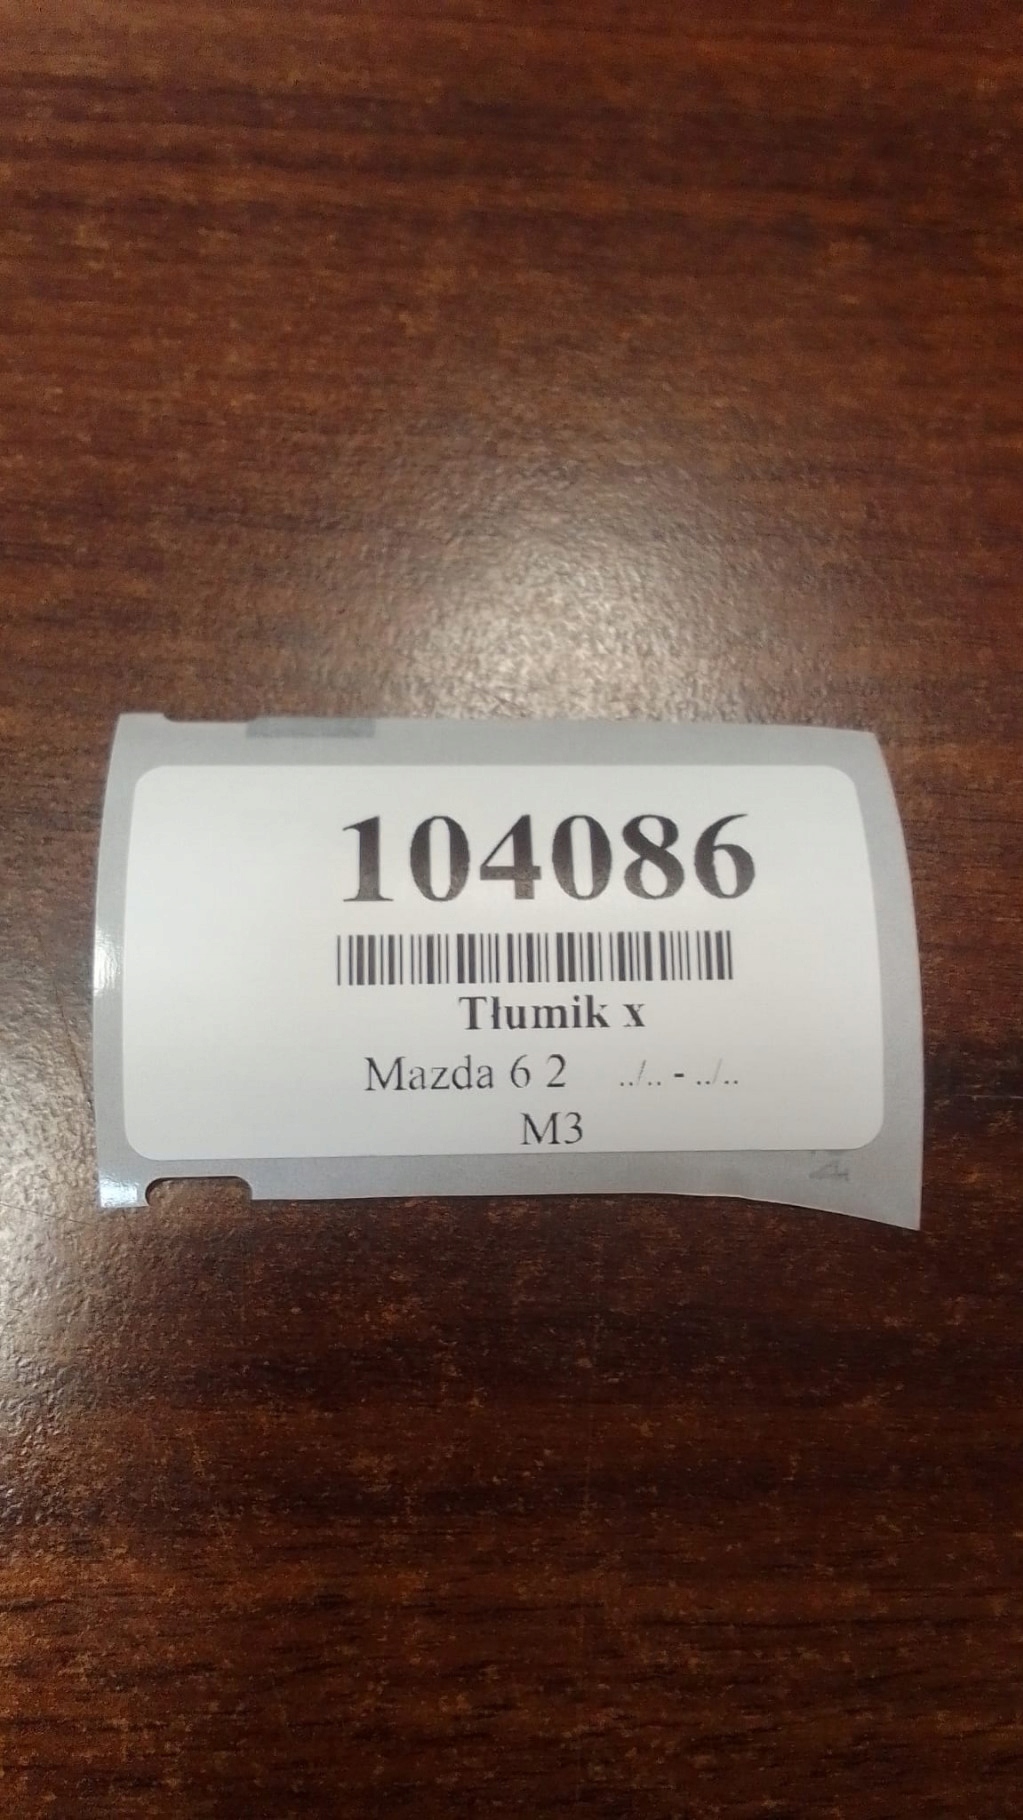 104086
Tłumik x
Mazda 6 2 ../.. - ../..
M3